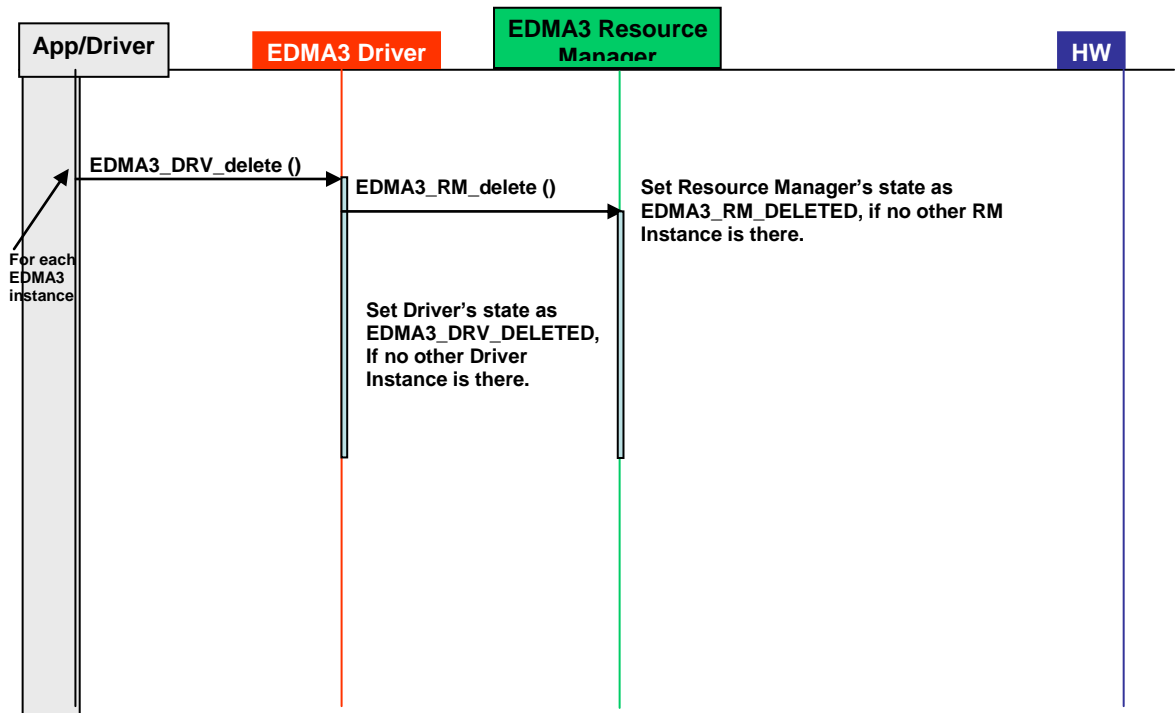 App/Driver
EDMA3 Driver
EDMA3 Resource
Manager
HW
EDMA3_DRV_delete ()
EDMA3_RM_delete ()
Set Resource Manager's state as
EDMA3_RM_DELETED, if no other RM
Instance is there.
For each
EDMA3
instance
Set Driver's state as
EDMA3_DRV_DELETED,
If no other Driver
Instance is there.